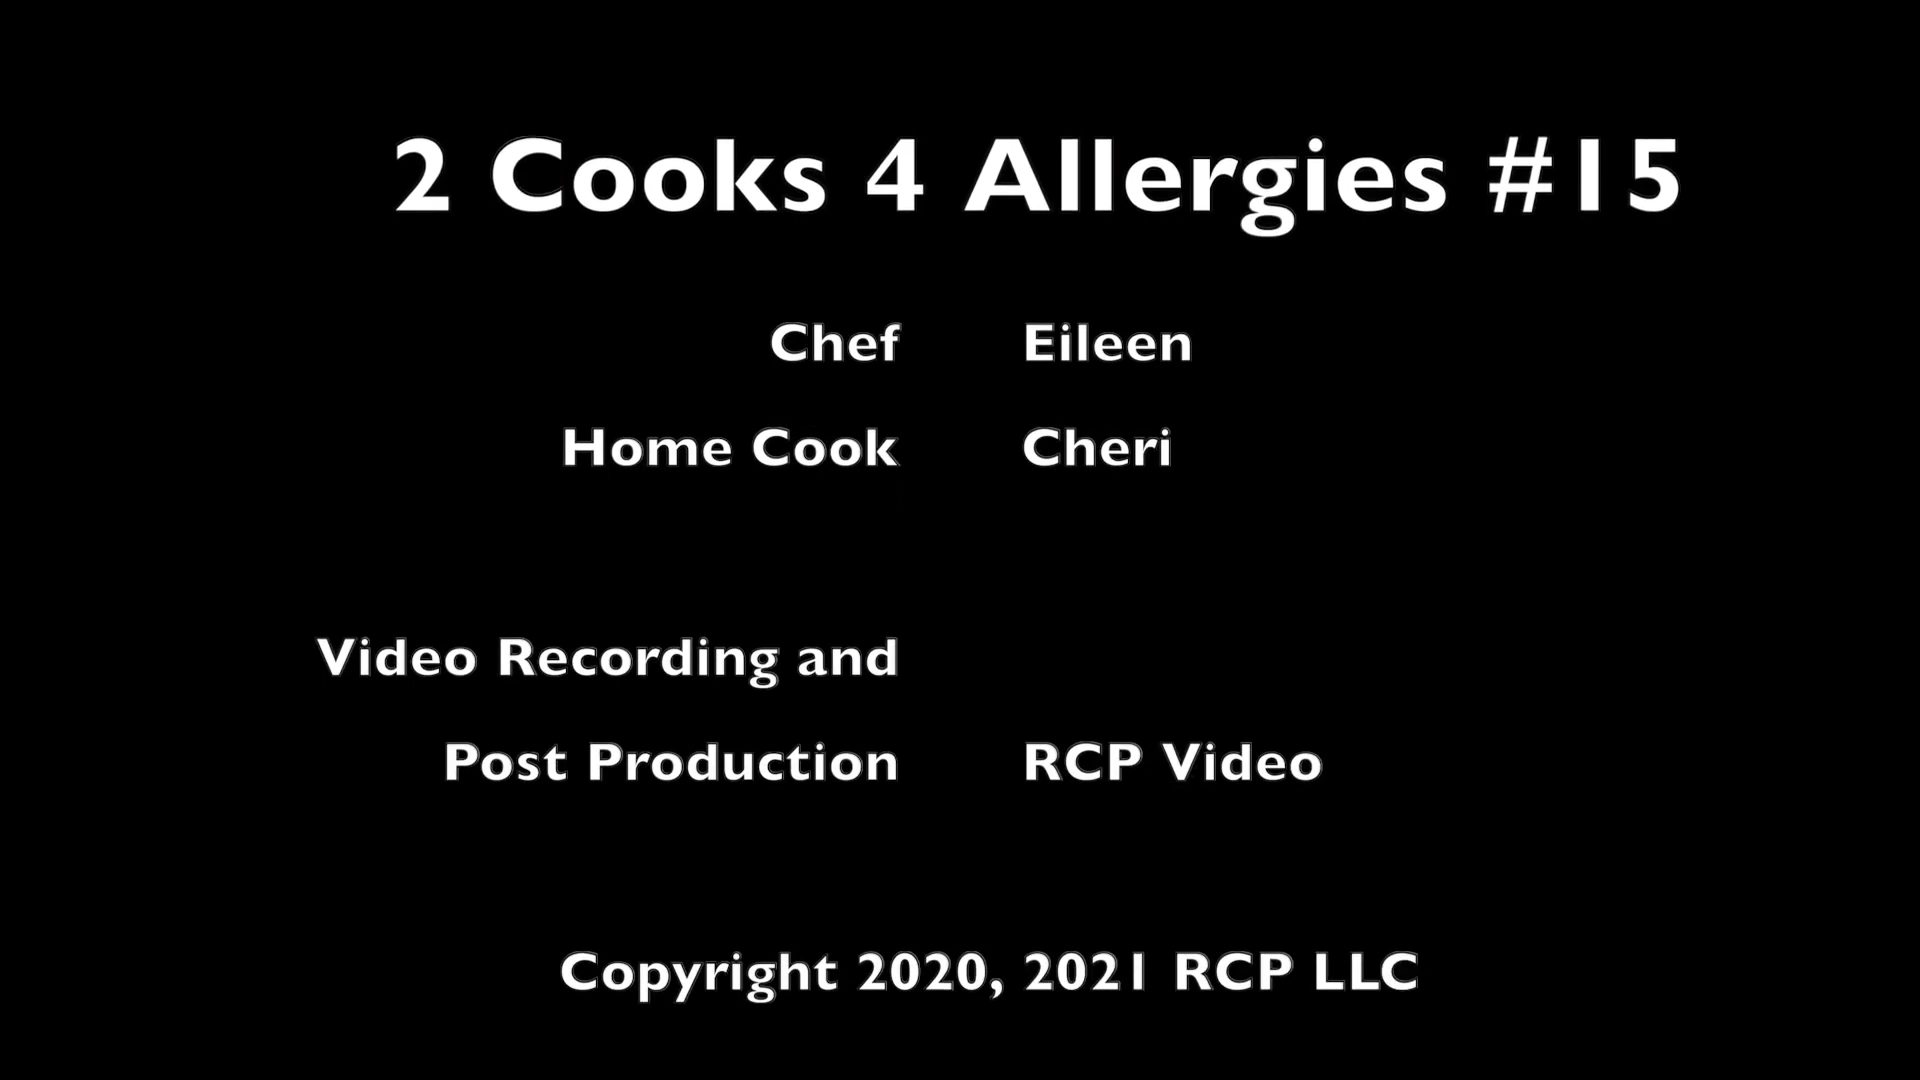 2 Cooks 4 Allergies #15
Chef Eileen
Home Cook Cheri
Video Recording and
Post Production RCP Video
Copyright 2020, 2021 RCP LLC